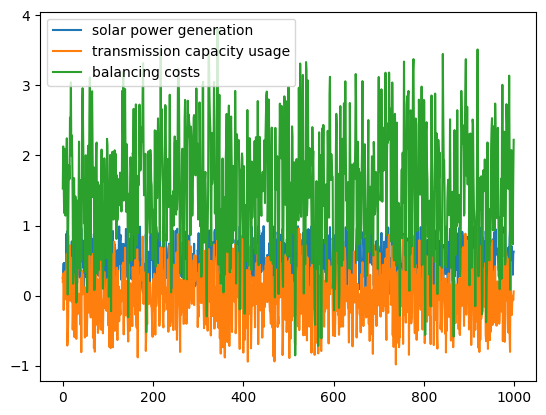 solar power generation
transmission capacity usage
balancing costs
4
3
2
1
0
−1
0 200 400 600 800 1000